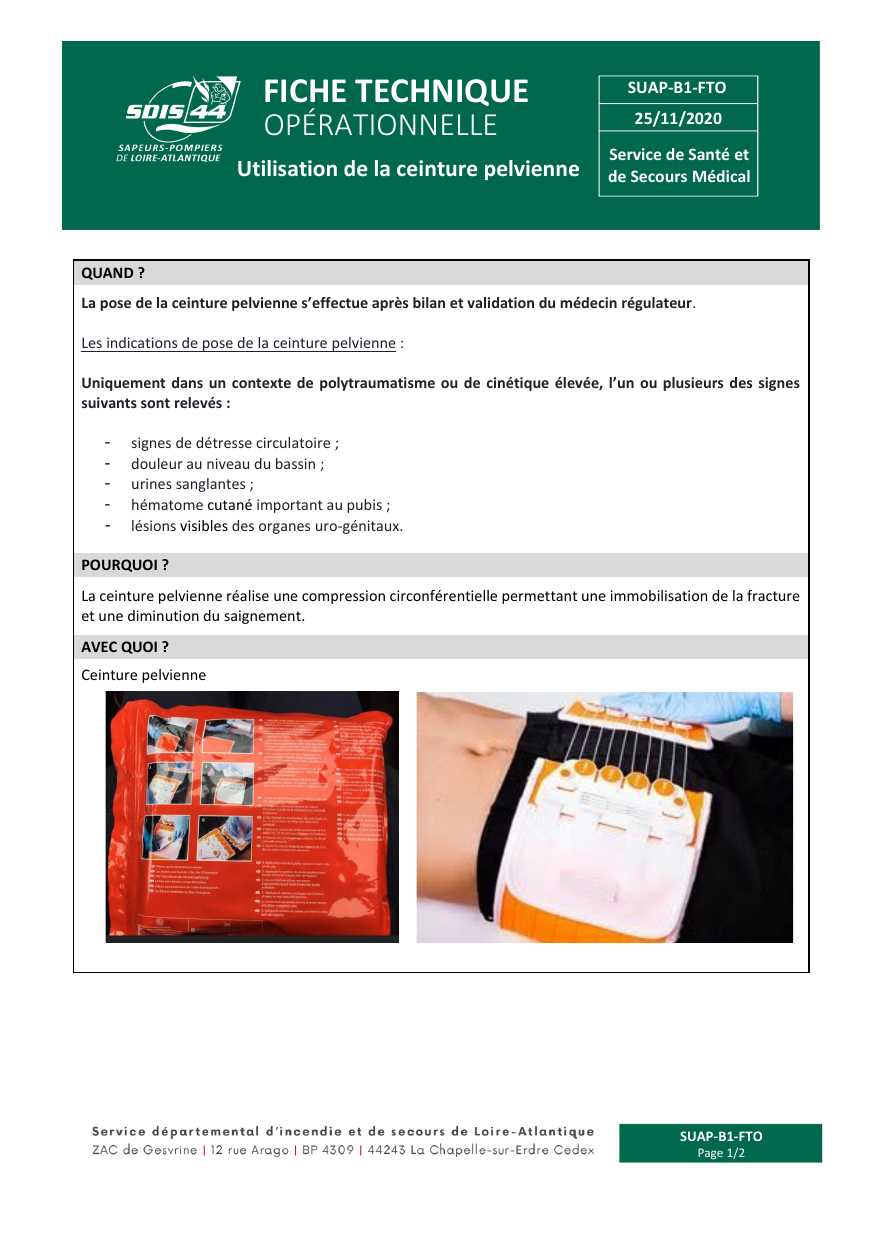 SDIS 44
SAPEURS-POMPIERS
DE LOIRE-ATLANTIQUE
FICHE TECHNIQUE
OPÉRATIONNELLE
Utilisation de la ceinture pelvienne
SUAP-B1-FTO
25/11/2020
Service de Santé et
de Secours Médical
QUAND ?
La pose de la ceinture pelvienne s’effectue après bilan et validation du médecin régulateur.
Les indications de pose de la ceinture pelvienne :
Uniquement dans un contexte de polytraumatisme ou de cinétique élevée, l’un ou plusieurs des signes
suivants sont relevés :
- signes de détresse circulatoire ;
- douleur au niveau du bassin ;
- urines sanglantes ;
- hématome cutané important au pubis ;
- lésions visibles des organes uro-génitaux.
POURQUOI ?
La ceinture pelvienne réalise une compression circonférentielle permettant une immobilisation de la fracture
et une diminution du saignement.
AVEC QUOI ?
Ceinture pelvienne
Service départemental d’incendie et de secours de Loire-Atlantique
ZAC de Gesvrine | 12 rue Arago | BP 4309 | 44243 La Chapelle-sur-Erdre Cedex
SUAP-B1-FTO
Page 1/2